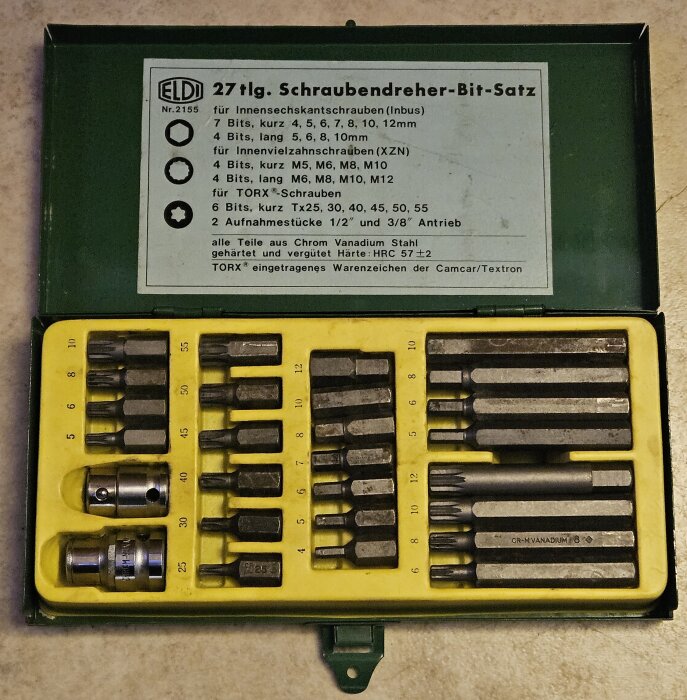 ELDI
27tlg. Schraubendreher-Bit-Satz
Nr.2155
für Innensechskantschrauben(Inbus)
7 Bits, kurz 4, 5, 6, 7, 8, 10, 12mm
4 Bits, lang 5, 6, 8, 10mm
für Innenvielzahnschrauben(XZN)
4 Bits, kurz M5, M6, M8, M10
4 Bits, lang M6, M8, M10, M12
für TORX®-Schrauben
6 Bits, kurz Tx25, 30, 40, 45, 50, 55
2 Aufnahmestücke 1/2″ und 3/8″ Antrieb
alle Teile aus Chrom Vanadium Stahl
gehärtet und vergütet Härte: HRC 57±2
TORX® eingetragenes Warenzeichen der Camcar/Textron
10
8
6
5
55
50
45
40
30
25
12
10
8
7
6
5
4
10
8
6
5
12
10
8
6
CR-M VANADIUM 8
25